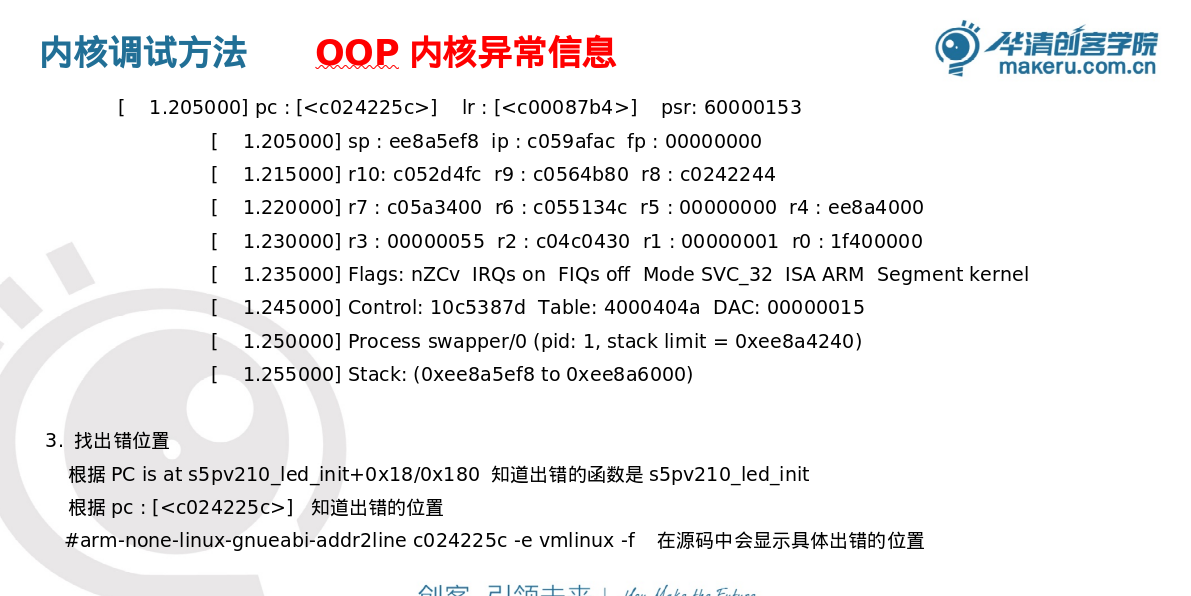 内核调试方法 OOP 内核异常信息
华清创客学院
makeru.com.cn
[ 1.205000] pc : [<c024225c>] lr : [<c00087b4>] psr: 60000153
[ 1.205000] sp : ee8a5ef8 ip : c059afac fp : 00000000
[ 1.215000] r10: c052d4fc r9 : c0564b80 r8 : c0242244
[ 1.220000] r7 : c05a3400 r6 : c055134c r5 : 00000000 r4 : ee8a4000
[ 1.230000] r3 : 00000055 r2 : c04c0430 r1 : 00000001 r0 : 1f400000
[ 1.235000] Flags: nZCv IRQs on FIQs off Mode SVC_32 ISA ARM Segment kernel
[ 1.245000] Control: 10c5387d Table: 4000404a DAC: 00000015
[ 1.250000] Process swapper/0 (pid: 1, stack limit = 0xee8a4240)
[ 1.255000] Stack: (0xee8a5ef8 to 0xee8a6000)
3. 找出错位置
根据 PC is at s5pv210_led_init+0x18/0x180 知道出错的函数是 s5pv210_led_init
根据 pc : [<c024225c>] 知道出错的位置
#arm-none-linux-gnueabi-addr2line c024225c -e vmlinux -f 在源码中会显示具体出错的位置